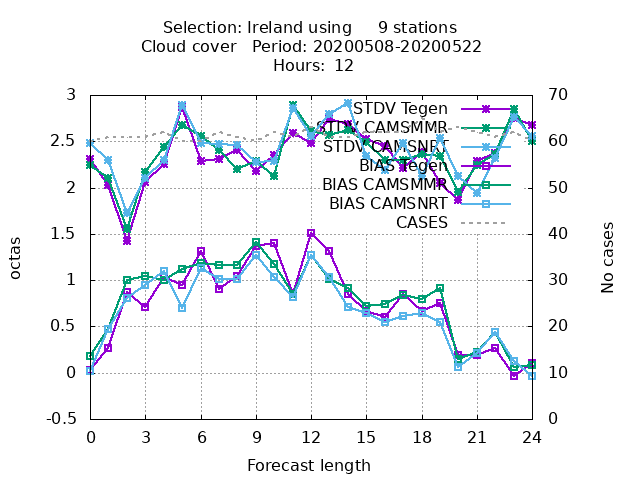 Selection: Ireland using     9 stations
Cloud cover   Period: 20200508-20200522
Hours:  12
3
2.5
2
1.5
1
0.5
0
-0.5
octas
70
60
50
40
30
20
10
0
No cases
STDV Tegen
STDV CAMSMMR
STDV CAMSNRT
BIAS Tegen
BIAS CAMSMMR
BIAS CAMSNRT
CASES
0 3 6 9 12 15 18 21 24
Forecast length